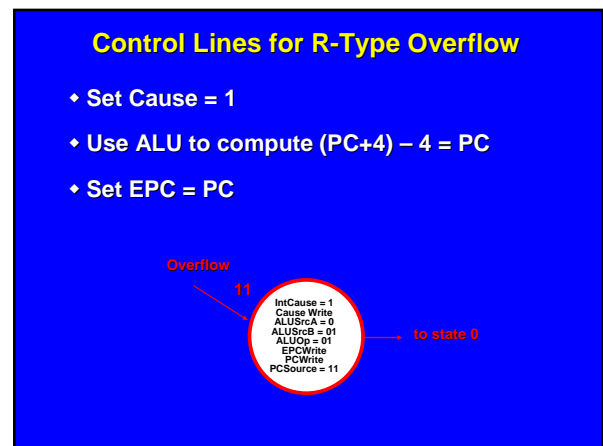 Control Lines for R-Type Overflow
◆ Set Cause = 1
◆ Use ALU to compute (PC+4) – 4 = PC
◆ Set EPC = PC
Overflow
11
IntCause = 1
Cause Write
ALUSrcA = 0
ALUSrcB = 01
ALUOp = 01
EPCWrite
PCWrite
PCSource = 11
to state 0